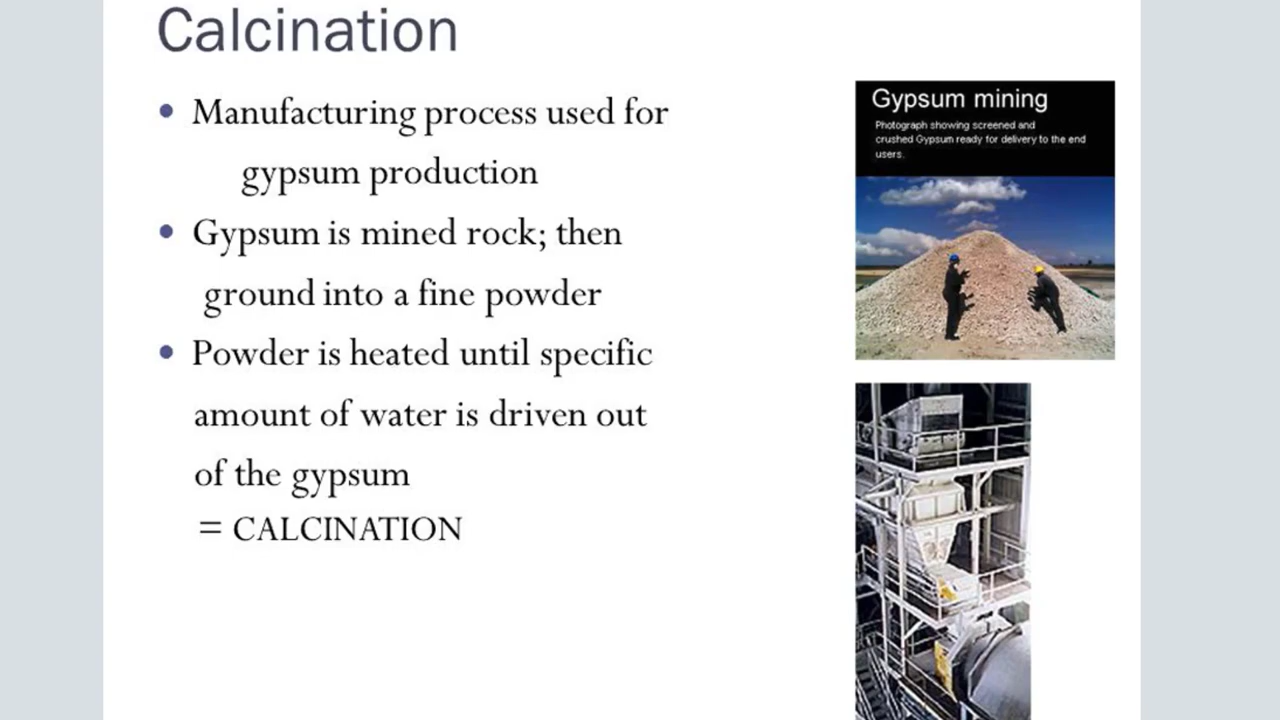 Calcination
• Manufacturing process used for
gypsum production
• Gypsum is mined rock; then
ground into a fine powder
• Powder is heated until specific
amount of water is driven out
of the gypsum
= CALCINATION
Gypsum mining
Photograph showing screened and
crushed Gypsum ready for delivery to the end
users.